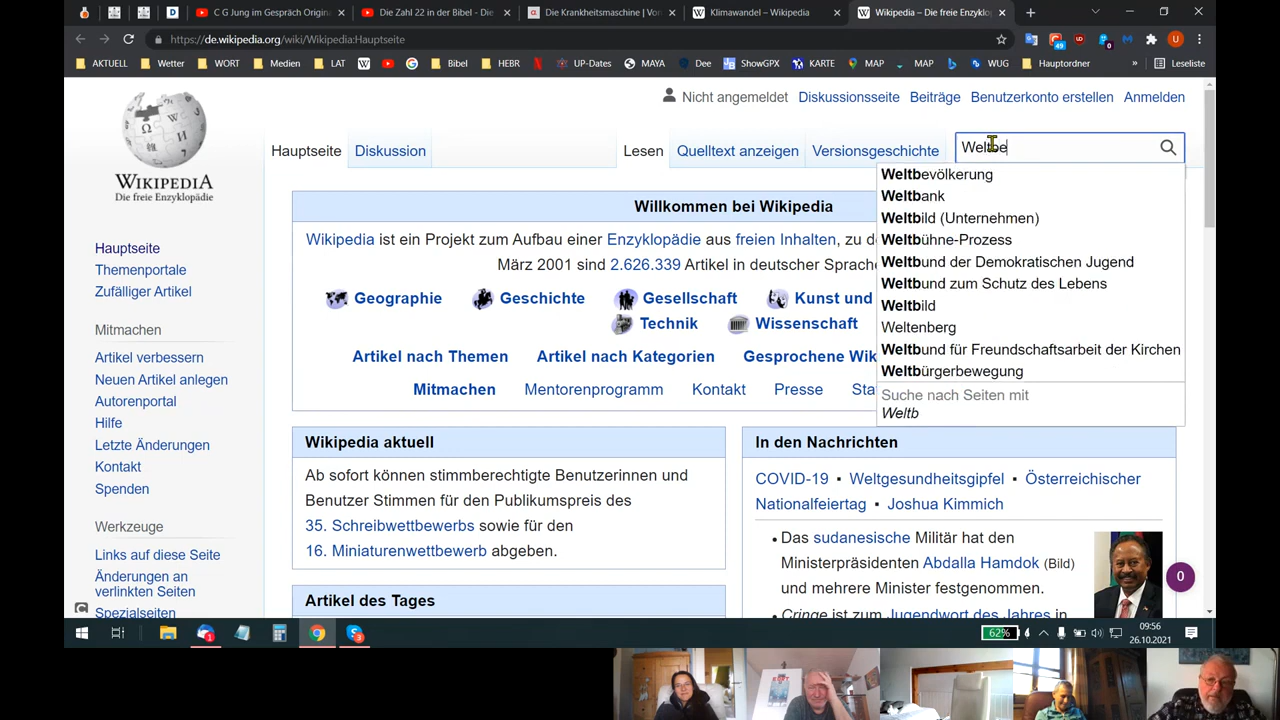 C G Jung im Gespräch Origina
Die Zahl 22 in der Bibel - Die
Die Krankheitsmaschine | Vor
Klimawandel – Wikipedia
Wikipedia – Die freie Enzyklo
https://de.wikipedia.org/wiki/Wikipedia:Hauptseite
AKTUELL Wetter WORT Medien LAT Bibel HEBR UP-Dates MAYA Dee ShowGPX KARTE MAP MAP WUG Hauptordner » Leseliste
Nicht angemeldet Diskussionsseite Beiträge Benutzerkonto erstellen Anmelden
Hauptseite Diskussion Lesen Quelltext anzeigen Versionsgeschichte
Weltbe
Weltbevölkerung
Weltbank
Weltbild (Unternehmen)
Weltbühne-Prozess
Weltbund der Demokratischen Jugend
Weltbund zum Schutz des Lebens
Weltbild
Weltenberg
Weltbund für Freundschaftsarbeit der Kirchen
Weltbürgerbewegung
Suche nach Seiten mit
Weltb
WIKIPEDIA
Die freie Enzyklopädie
Hauptseite
Themenportale
Zufälliger Artikel
Mitmachen
Artikel verbessern
Neuen Artikel anlegen
Autorenportal
Hilfe
Letzte Änderungen
Kontakt
Spenden
Werkzeuge
Links auf diese Seite
Änderungen an
verlinkten Seiten
Spezialseiten
Willkommen bei Wikipedia
Wikipedia ist ein Projekt zum Aufbau einer Enzyklopädie aus freien Inhalten, zu d
März 2001 sind 2.626.339 Artikel in deutscher Sprache
Geographie Geschichte Gesellschaft Kunst und
Technik Wissenschaft
Artikel nach Themen Artikel nach Kategorien Gesprochene Wik
Mitmachen Mentorenprogramm Kontakt Presse Sta
Wikipedia aktuell
Ab sofort können stimmberechtigte Benutzerinnen und
Benutzer Stimmen für den Publikumspreis des
35. Schreibwettbewerbs sowie für den
16. Miniaturenwettbewerb abgeben.
Artikel des Tages
In den Nachrichten
COVID-19 ▪ Weltgesundheitsgipfel ▪ Österreichischer
Nationalfeiertag ▪ Joshua Kimmich
Das sudanesische Militär hat den
Ministerpräsidenten Abdalla Hamdok (Bild)
und mehrere Minister festgenommen.
Cringe ist zum Jugendwort des Jahres in
0
62%
09:56
26.10.2021